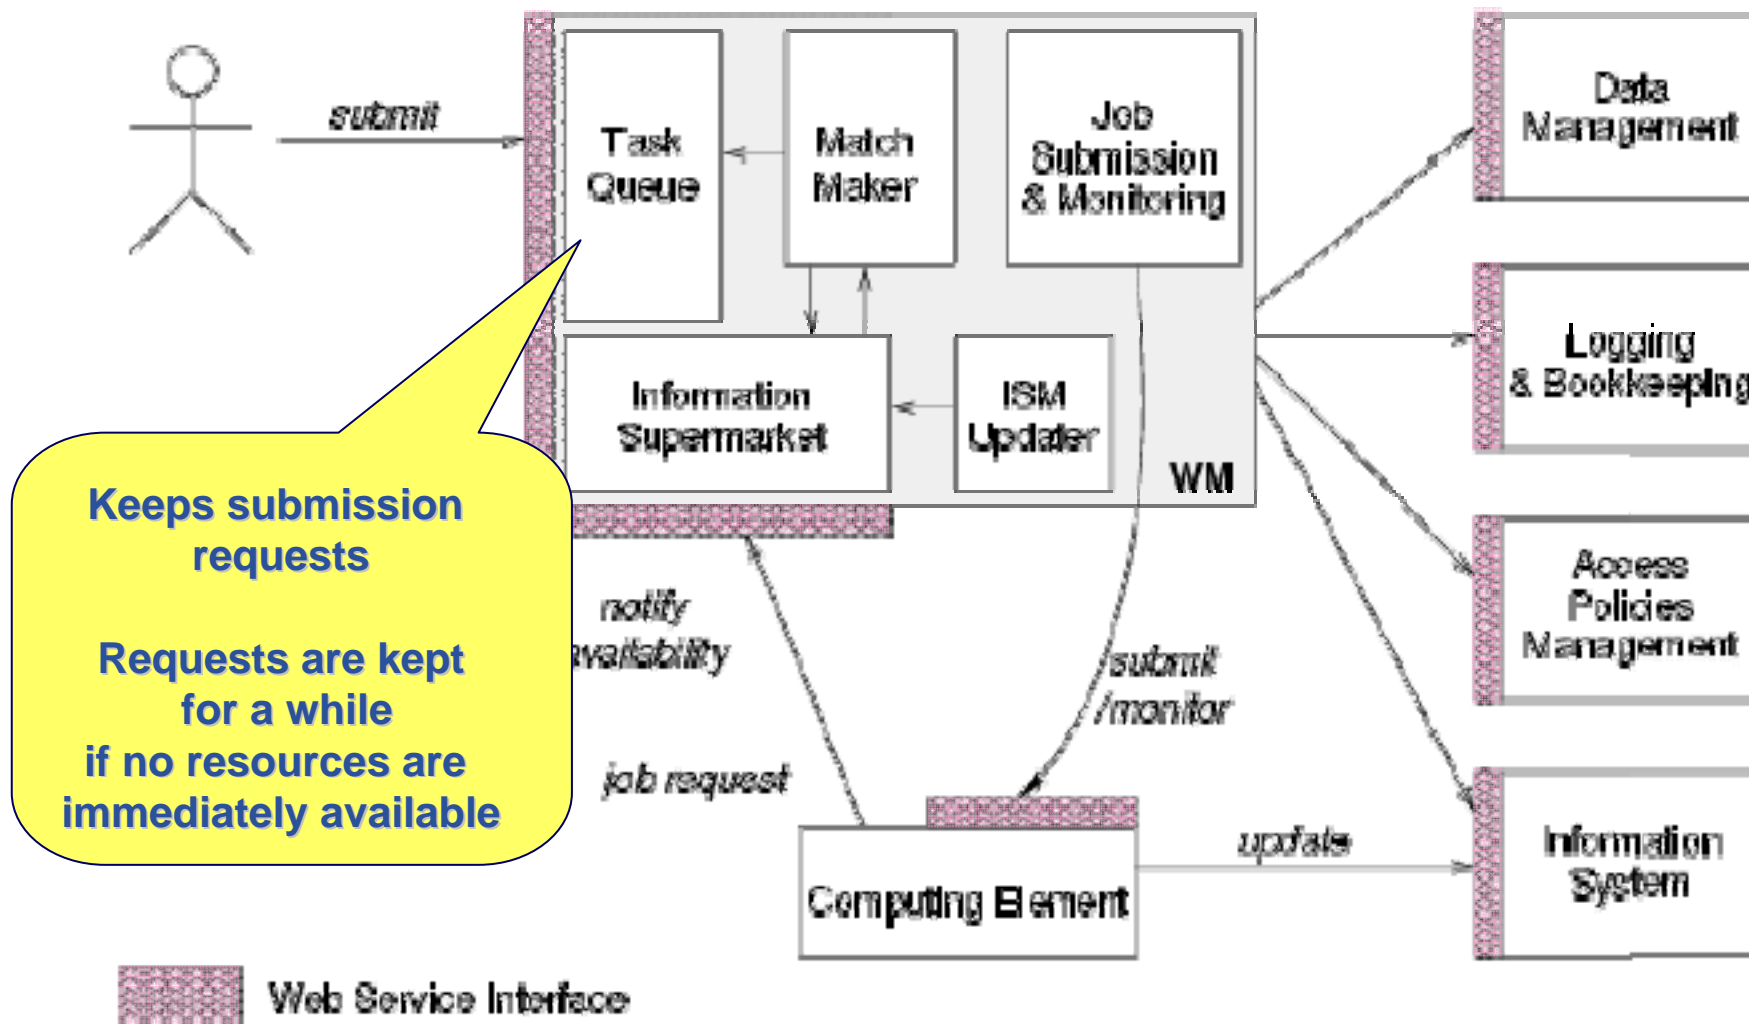 submit
Task
Queue
Match
Maker
Job
Submission
& Monitoring
Data
Management
Information
Supermarket
ISM
Updater
WM
Logging
& Bookkeeping
Keeps submission
requests
Requests are kept
for a while
if no resources are
immediately available
notify
availability
job request
submit
/monitor
Access
Policies
Management
Computing Element
update
Information
System
Web Service Interface